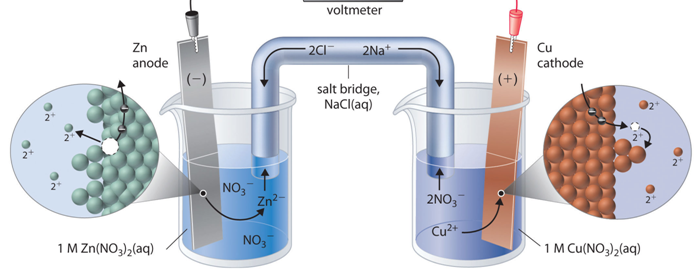 voltmeter
Zn
anode
(−)
2Cl⁻
2Na⁺
salt bridge,
NaCl(aq)
Cu
cathode
(+)
2⁺
2⁺
2⁺
2⁺
NO₃⁻
Zn²⁻
NO₃⁻
1 M Zn(NO₃)₂(aq)
2NO₃⁻
Cu²⁺
1 M Cu(NO₃)₂(aq)
2⁺
2⁺
2⁺
2⁺